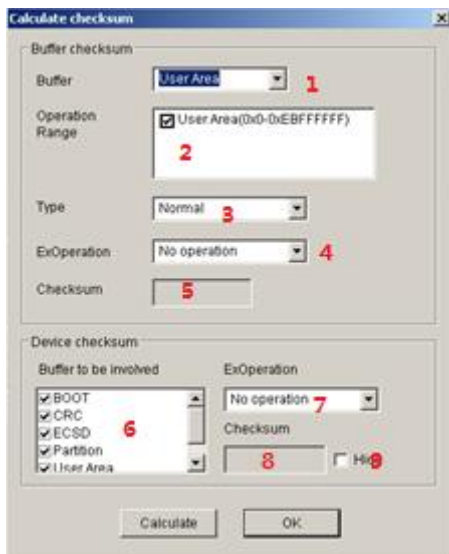 Calculate checksum
Buffer checksum
Buffer User Area 1
Operation Range User Area(0x0-0xEBFFFFFF)
2
Type Normal 3
ExOperation No operation 4
Checksum 5
Device checksum
Buffer to be involved ExOperation
BOOT No operation 7
CRC
ECSD 6 Checksum
Partition 8 9
User Area
Calculate OK